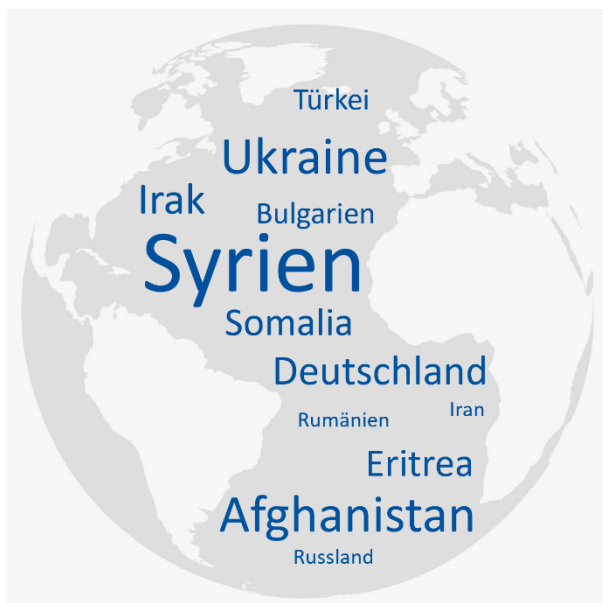 Türkei
Ukraine
Irak
Bulgarien
Syrien
Somalia
Deutschland
Iran
Rumänien
Eritrea
Afghanistan
Russland